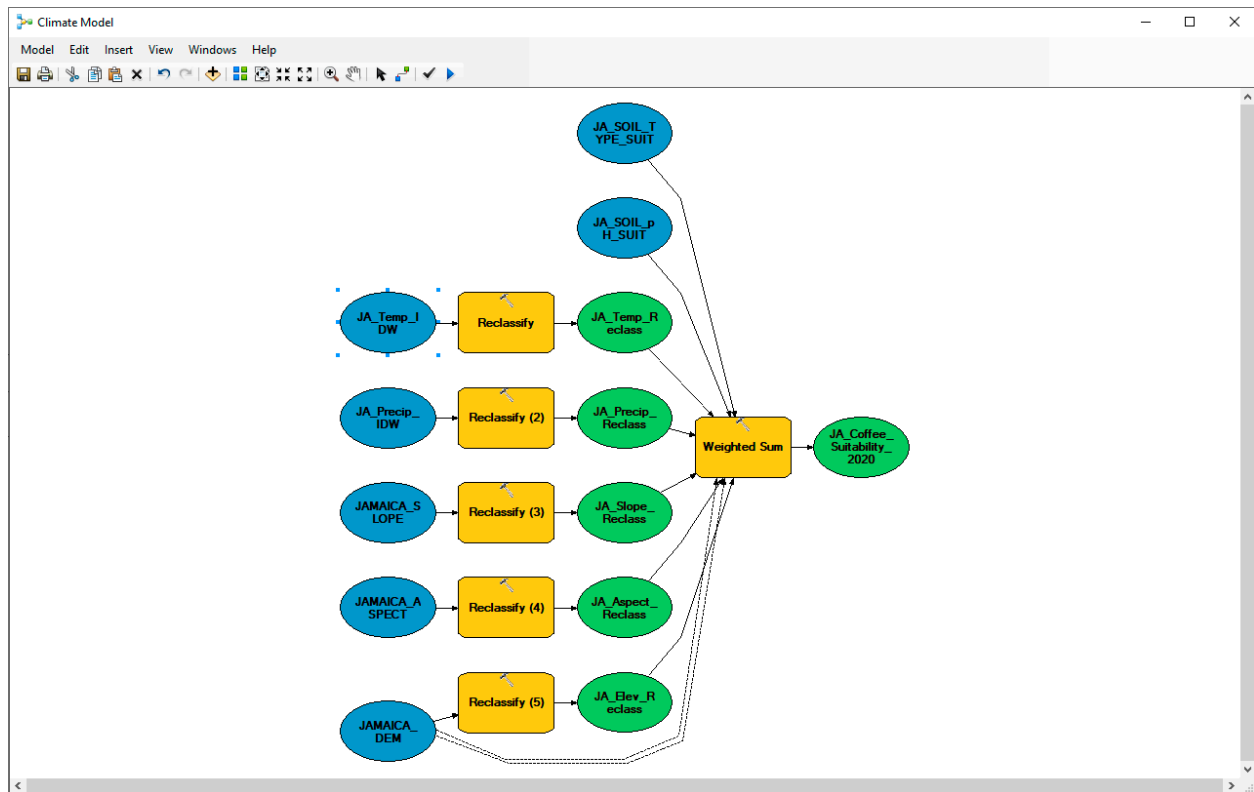 Climate Model
Model Edit Insert View Windows Help
JA_SOIL_T
YPE_SUIT
JA_SOIL_p
H_SUIT
JA_Temp_I
DW
Reclassify
JA_Temp_R
eclass
JA_Precip_
IDW
Reclassify (2)
JA_Precip_
Reclass
Weighted Sum
JA_Coffee_
Suitability_
2020
JAMAICA_S
LOPE
Reclassify (3)
JA_Slope_
Reclass
JAMAICA_A
SPECT
Reclassify (4)
JA_Aspect_
Reclass
JAMAICA_
DEM
Reclassify (5)
JA_Elev_R
eclass